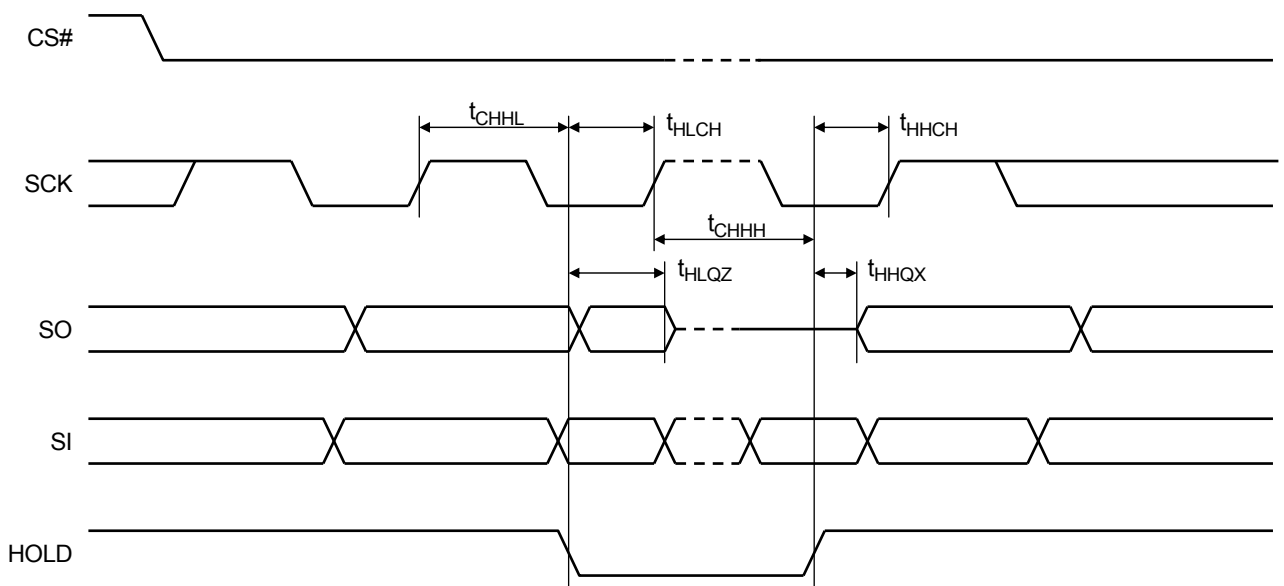 CS#
tCHHL
tHLCH
tHHCH
SCK
tCHHH
tHLQZ
tHHQX
SO
SI
HOLD